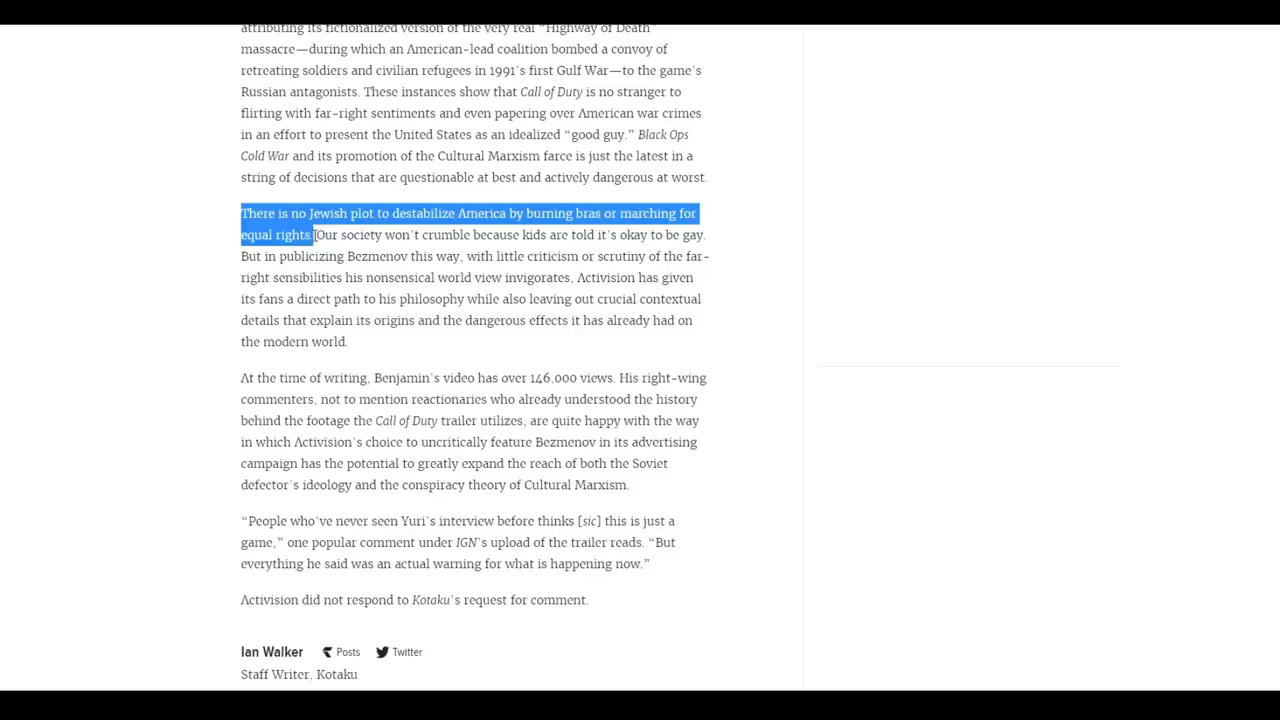 attributing its fictionalized version of the very real “Highway of Death”
massacre—during which an American-lead coalition bombed a convoy of
retreating soldiers and civilian refugees in 1991’s first Gulf War—to the game’s
Russian antagonists. These instances show that Call of Duty is no stranger to
flirting with far-right sentiments and even papering over American war crimes
in an effort to present the United States as an idealized “good guy.” Black Ops
Cold War and its promotion of the Cultural Marxism farce is just the latest in a
string of decisions that are questionable at best and actively dangerous at worst.
There is no Jewish plot to destabilize America by burning bras or marching for
equal rights. Our society won’t crumble because kids are told it’s okay to be gay.
But in publicizing Bezmenov this way, with little criticism or scrutiny of the far-
right sensibilities his nonsensical world view invigorates, Activision has given
its fans a direct path to his philosophy while also leaving out crucial contextual
details that explain its origins and the dangerous effects it has already had on
the modern world.
At the time of writing, Benjamin’s video has over 146,000 views. His right-wing
commenters, not to mention reactionaries who already understood the history
behind the footage the Call of Duty trailer utilizes, are quite happy with the way
in which Activision’s choice to uncritically feature Bezmenov in its advertising
campaign has the potential to greatly expand the reach of both the Soviet
defector’s ideology and the conspiracy theory of Cultural Marxism.
“People who’ve never seen Yuri’s interview before thinks [sic] this is just a
game,” one popular comment under IGN’s upload of the trailer reads. “But
everything he said was an actual warning for what is happening now.”
Activision did not respond to Kotaku’s request for comment.
Ian Walker Posts Twitter
Staff Writer, Kotaku